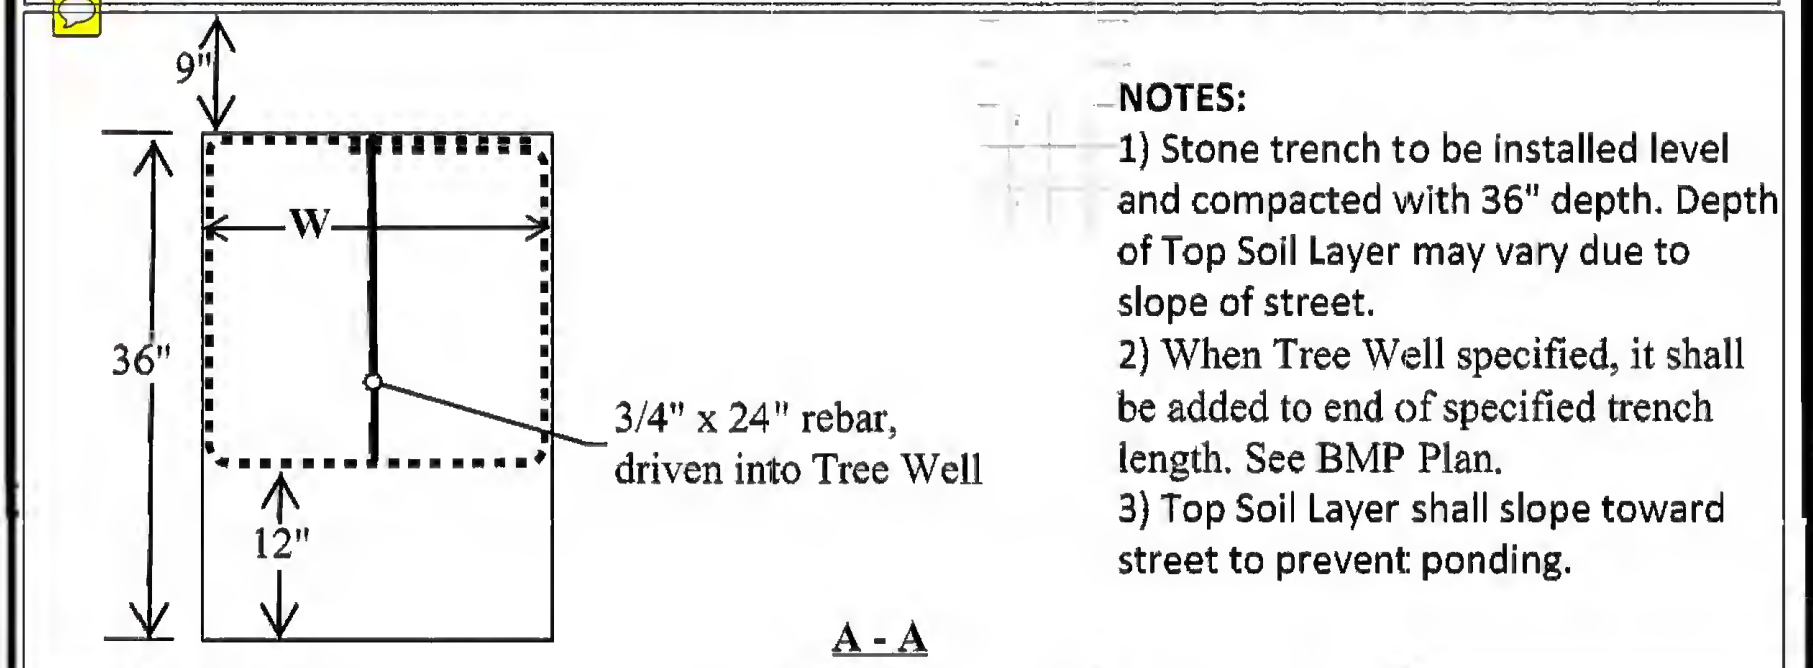 9"
NOTES:
1) Stone trench to be installed level
and compacted with 36" depth. Depth
of Top Soil Layer may vary due to
slope of street.
2) When Tree Well specified, it shall
be added to end of specified trench
length. See BMP Plan.
3) Top Soil Layer shall slope toward
street to prevent ponding.
W
36"
3/4" x 24" rebar,
driven into Tree Well
12"
A - A